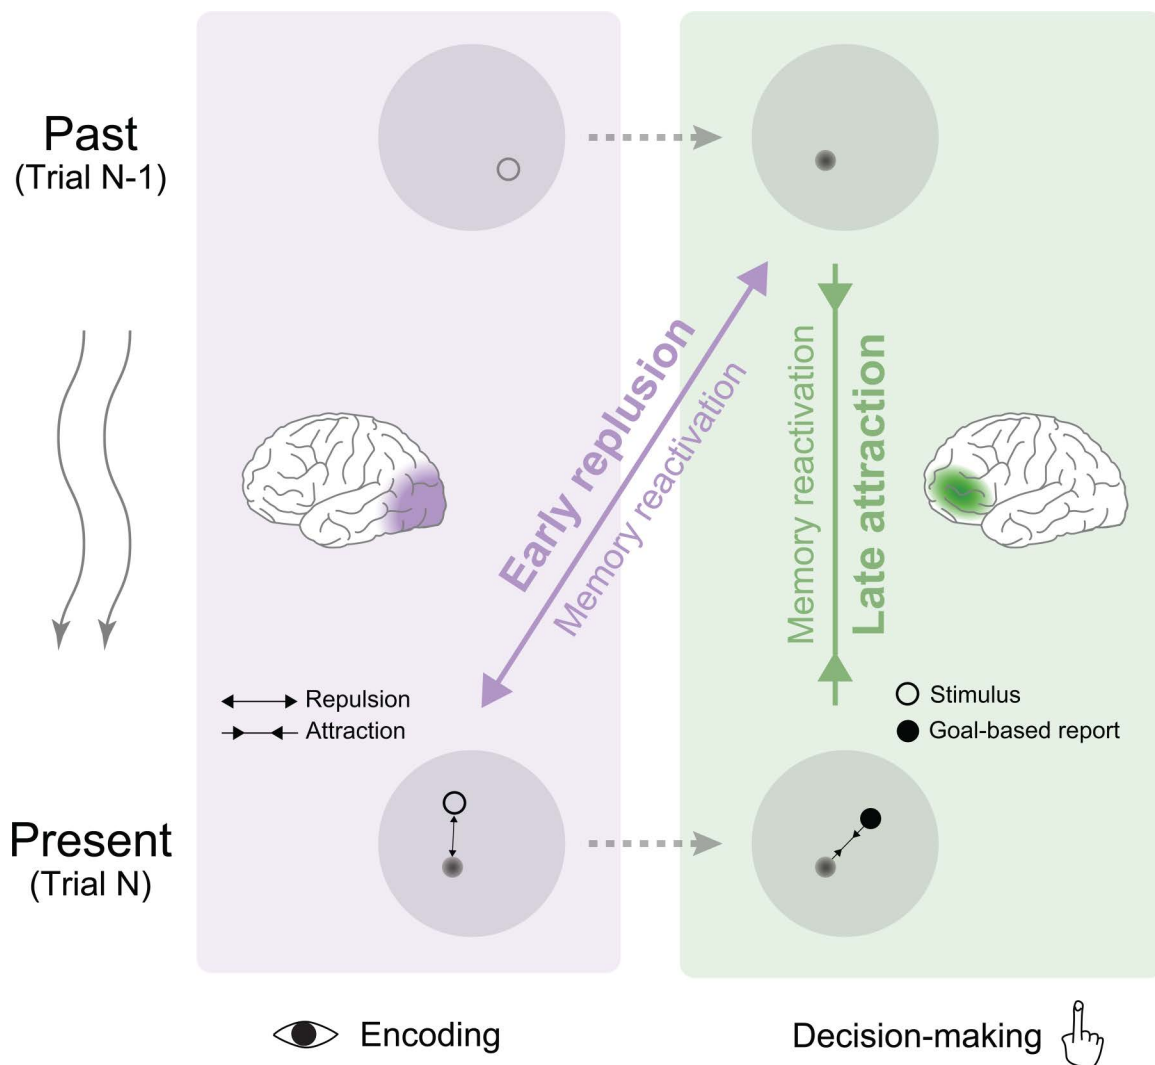 Past
(Trial N-1)
Early replusion
Memory reactivation
Memory reactivation
Late attraction
Repulsion
Attraction
Stimulus
Goal-based report
Present
(Trial N)
Encoding
Decision-making